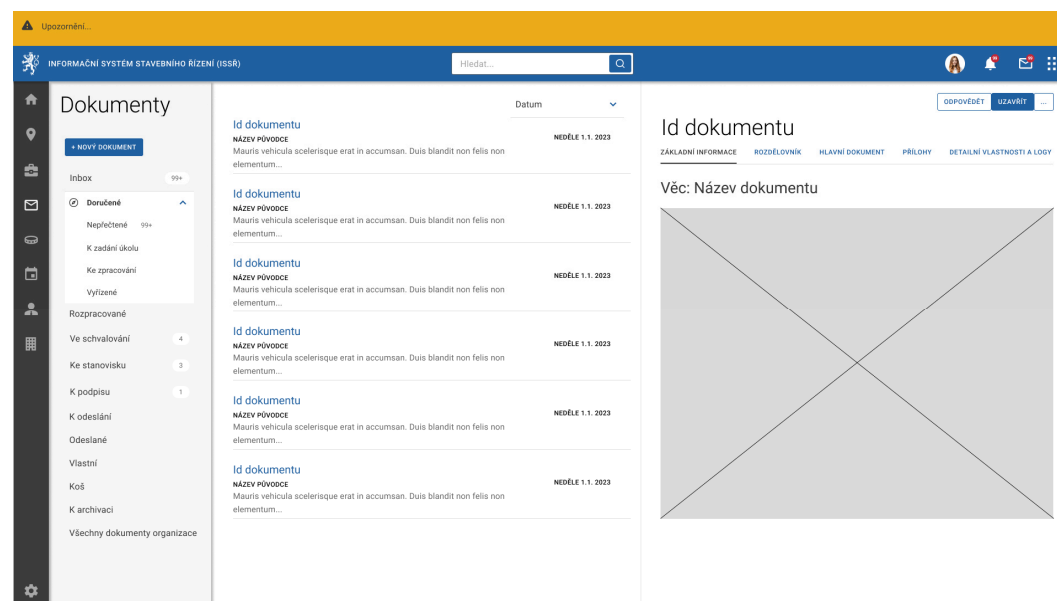 Upozornění...
INFORMAČNÍ SYSTÉM STAVEBNÍHO ŘÍZENÍ (ISSŘ)
Hledat...
99
99
Dokumenty
+ NOVÝ DOKUMENT
Inbox 99+
Doručené
Nepřečtené 99+
K zadání úkolu
Ke zpracování
Vyřízené
Rozpracované
Ve schvalování 4
Ke stanovisku 3
K podpisu 1
K odeslání
Odeslané
Vlastní
Koš
K archivaci
Všechny dokumenty organizace
Datum
Id dokumentu
NÁZEV PŮVODCE
NEDĚLE 1.1. 2023
Mauris vehicula scelerisque erat in accumsan. Duis blandit non felis non
elementum...
Id dokumentu
NÁZEV PŮVODCE
NEDĚLE 1.1. 2023
Mauris vehicula scelerisque erat in accumsan. Duis blandit non felis non
elementum...
Id dokumentu
NÁZEV PŮVODCE
NEDĚLE 1.1. 2023
Mauris vehicula scelerisque erat in accumsan. Duis blandit non felis non
elementum...
Id dokumentu
NÁZEV PŮVODCE
NEDĚLE 1.1. 2023
Mauris vehicula scelerisque erat in accumsan. Duis blandit non felis non
elementum...
Id dokumentu
NÁZEV PŮVODCE
NEDĚLE 1.1. 2023
Mauris vehicula scelerisque erat in accumsan. Duis blandit non felis non
elementum...
Id dokumentu
NÁZEV PŮVODCE
NEDĚLE 1.1. 2023
Mauris vehicula scelerisque erat in accumsan. Duis blandit non felis non
elementum...
ODPOVĚDĚT UZAVŘÍT ...
Id dokumentu
ZÁKLADNÍ INFORMACE ROZDĚLOVNÍK HLAVNÍ DOKUMENT PŘÍLOHY DETAILNÍ VLASTNOSTI A LOGY
Věc: Název dokumentu